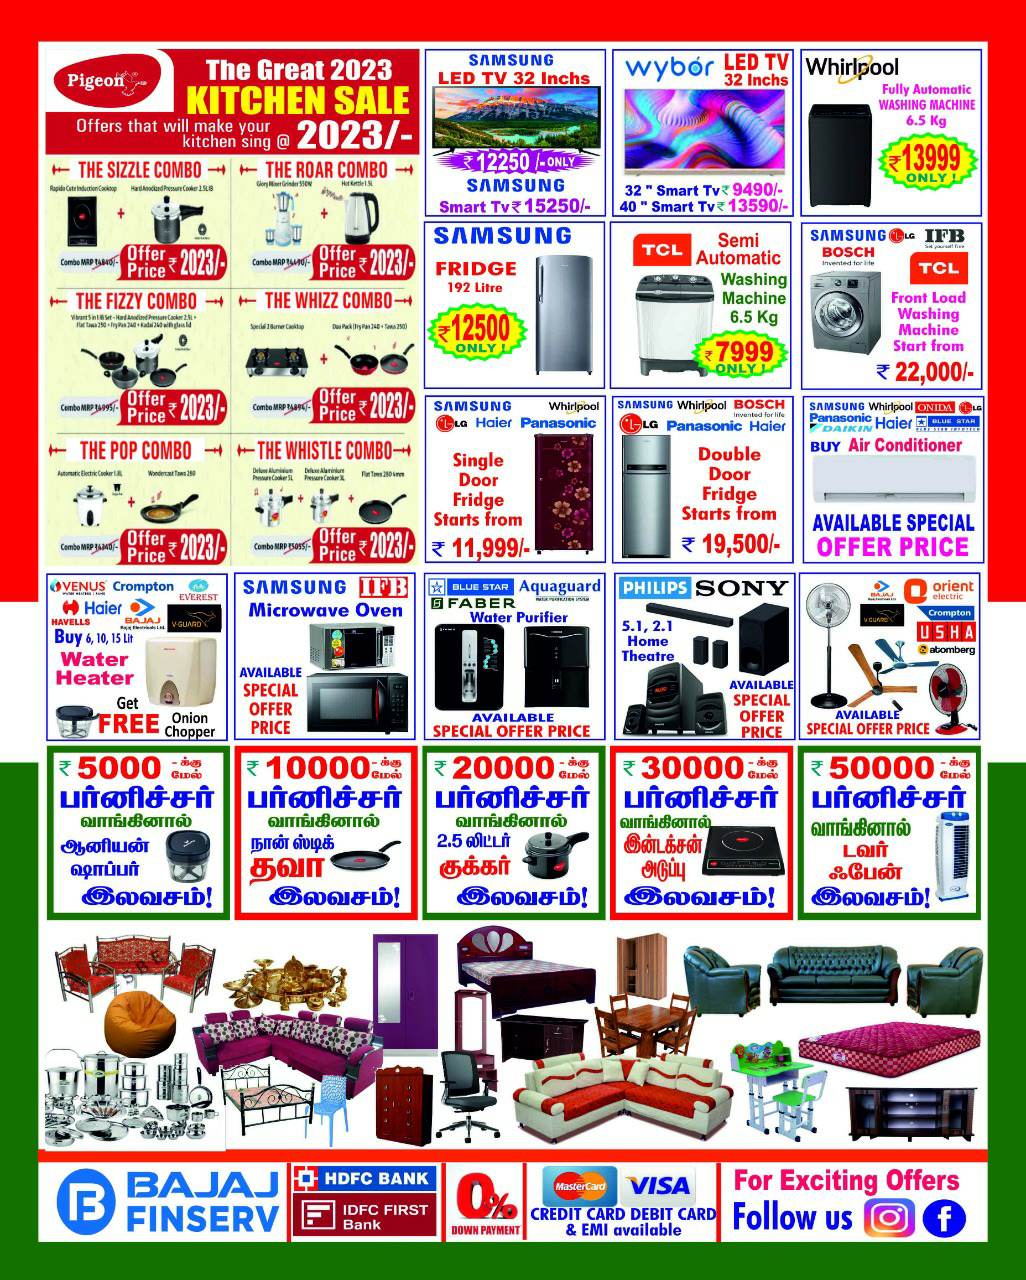 Pigeon
The Great 2023
KITCHEN SALE
Offers that will make your
kitchen sing @ 2023/-
THE SIZZLE COMBO
Rapido Cute Induction Cooktop
Hard Anodized Pressure Cooker 2.5L IB
Combo MRP ₹4840/-
Offer Price ₹ 2023/-
THE ROAR COMBO
Glory Mixer Grinder 550W
Hot Kettle 1.5L
Combo MRP ₹4490/-
Offer Price ₹ 2023/-
THE FIZZY COMBO
Vibrant 5 in 1 IB Set - Hard Anodized Pressure Cooker 2.5L +
Flat Tawa 250 + Fry Pan 240 + Kadai 240 with glass lid
Combo MRP ₹4995/-
Offer Price ₹ 2023/-
THE WHIZZ COMBO
Special 2 Burner Cooktop
Duo Pack (Fry Pan 240 + Tawa 250)
Combo MRP ₹4894/-
Offer Price ₹ 2023/-
THE POP COMBO
Automatic Electric Cooker 1.8L
Wondercast Tawa 280
Combo MRP ₹4340/-
Offer Price ₹ 2023/-
THE WHISTLE COMBO
Deluxe Aluminium Pressure Cooker 5L
Deluxe Aluminium Pressure Cooker 3L
Flat Tawa 280 4mm
Combo MRP ₹5055/-
Offer Price ₹ 2023/-
SAMSUNG
LED TV 32 Inchs
₹ 12250 /- ONLY
SAMSUNG
Smart Tv ₹ 15250/-
wybor LED TV
32 Inchs
32 " Smart Tv ₹ 9490/-
40 " Smart Tv ₹ 13590/-
Whirlpool
Fully Automatic
WASHING MACHINE
6.5 Kg
₹ 13999
ONLY !
SAMSUNG
FRIDGE
192 Litre
₹ 12500
ONLY !
TCL
Semi
Automatic
Washing
Machine
6.5 Kg
₹ 7999
ONLY !
SAMSUNG LG IFB
Set yourself free
BOSCH
Invented for life
TCL
Front Load
Washing
Machine
Start from
₹ 22,000/-
SAMSUNG Whirlpool
LG Haier Panasonic
Single
Door
Fridge
Starts from
₹ 11,999/-
SAMSUNG Whirlpool BOSCH
Invented for life
LG Panasonic Haier
Double
Door
Fridge
Starts from
₹ 19,500/-
SAMSUNG Whirlpool ONIDA LG
Panasonic Haier BLUE STAR
DAIKIN
BUY Air Conditioner
AVAILABLE SPECIAL
OFFER PRICE
VENUS Crompton
WATER HEATERS | FANS
EVEREST
Haier
HAVELLS BAJAJ V-GUARD
Bajaj Electricals Ltd.
Buy 6, 10, 15 Lit
Water
Heater
Get
FREE Onion
Chopper
SAMSUNG IFB
Microwave Oven
AVAILABLE
SPECIAL
OFFER
PRICE
BLUE STAR Aquaguard
WATER PURIFICATION SYSTEM
FABER
Water Purifier
AVAILABLE
SPECIAL OFFER PRICE
PHILIPS SONY
5.1, 2.1
Home
Theatre
AVAILABLE
SPECIAL
OFFER
PRICE
BAJAJ orient
Bajaj Electricals Ltd.
electric
V-GUARD Crompton
USHA
atomberg
AVAILABLE
SPECIAL OFFER PRICE
₹ 5000 - க்கு மேல்
பர்னிச்சர்
வாங்கினால்
ஆனியன்
ஷாப்பர்
இலவசம்!
₹ 10000 - க்கு மேல்
பர்னிச்சர்
வாங்கினால்
நான் ஸ்டிக்
தவா
இலவசம்!
₹ 20000 - க்கு மேல்
பர்னிச்சர்
வாங்கினால்
2.5 லிட்டர்
குக்கர்
இலவசம்!
₹ 30000 - க்கு மேல்
பர்னிச்சர்
வாங்கினால்
இன்டக்சன்
அடுப்பு
இலவசம்!
₹ 50000 - க்கு மேல்
பர்னிச்சர்
வாங்கினால்
டவர்
ஃபேன்
இலவசம்!
BAJAJ
FINSERV
HDFC BANK
IDFC FIRST
Bank
0%
DOWN PAYMENT
MasterCard VISA
CREDIT CARD DEBIT CARD
& EMI available
For Exciting Offers
Follow us